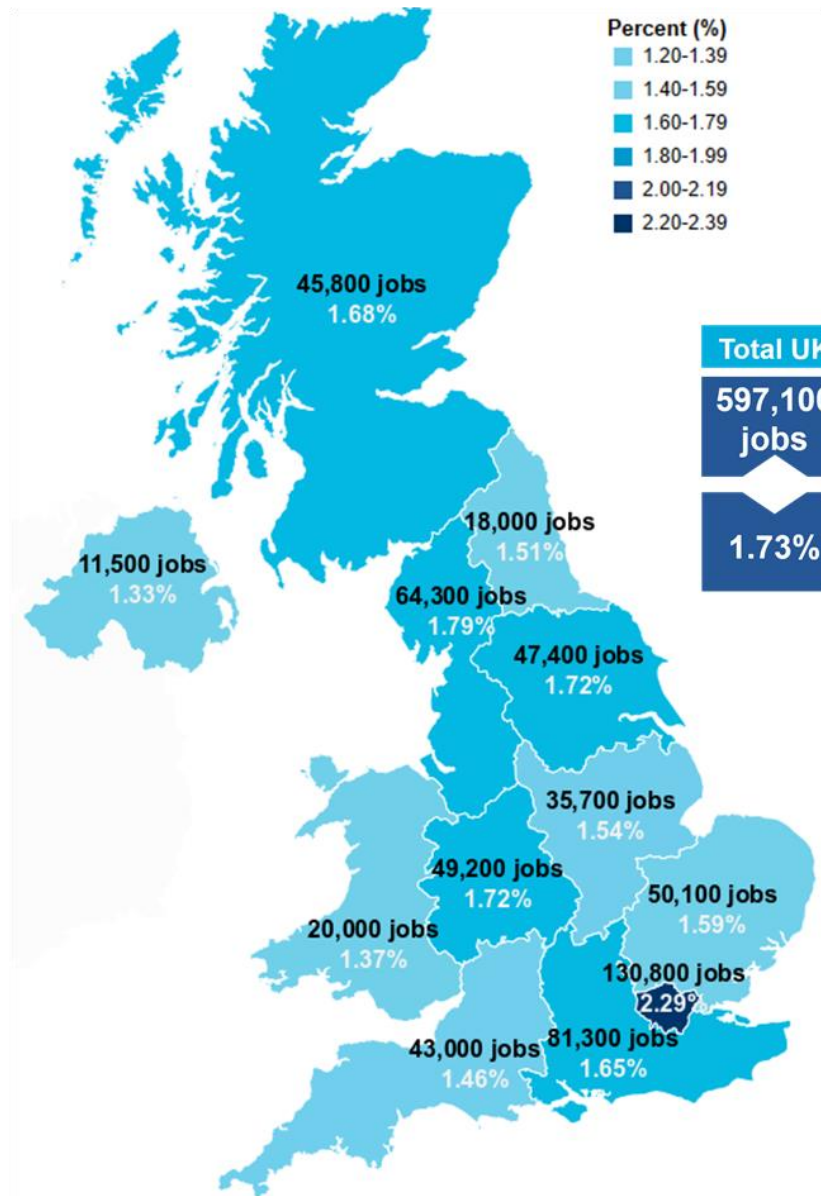 Percent (%)
1.20-1.39
1.40-1.59
1.60-1.79
1.80-1.99
2.00-2.19
2.20-2.39
45,800 jobs
1.68%
Total UK
597,100
jobs
1.73%
18,000 jobs
1.51%
11,500 jobs
1.33%
64,300 jobs
1.79%
47,400 jobs
1.72%
35,700 jobs
1.54%
49,200 jobs
1.72%
50,100 jobs
1.59%
20,000 jobs
1.37%
130,800 jobs
2.29%
43,000 jobs
1.46%
81,300 jobs
1.65%